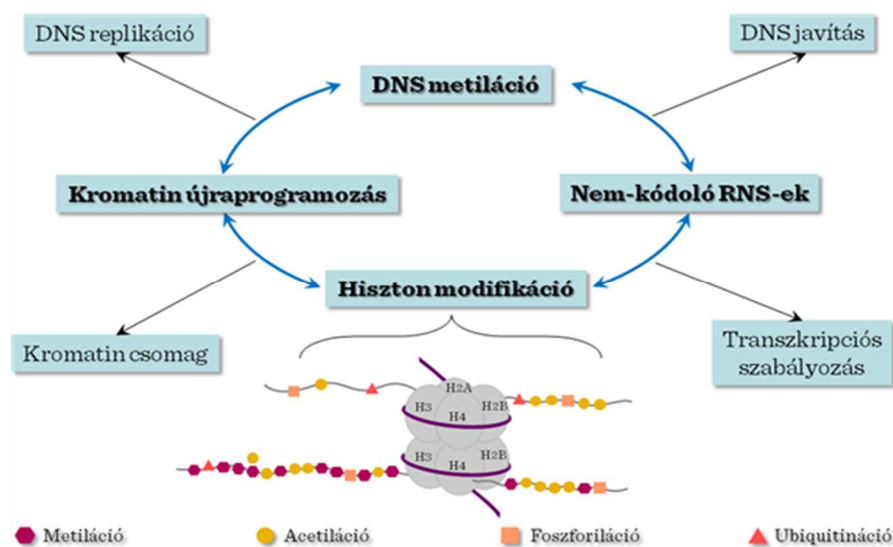 DNS replikáció
DNS javítás
DNS metiláció
Kromatin újraprogramozás
Nem-kódoló RNS-ek
Hiszton modifikáció
Kromatin csomag
Transzkripciós
szabályozás
H2A
H3
H4
H2B
H3
H4
H2B
Metiláció
Acetiláció
Foszforiláció
Ubiquitináció